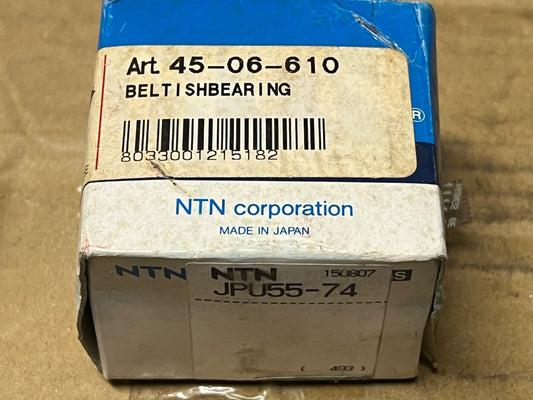 Art. 45-06-610
BELTISHBEARING
8033001215182
®
NTN corporation
MADE IN JAPAN
NTN
NTN 150807 S
JPU55-74
( 493)